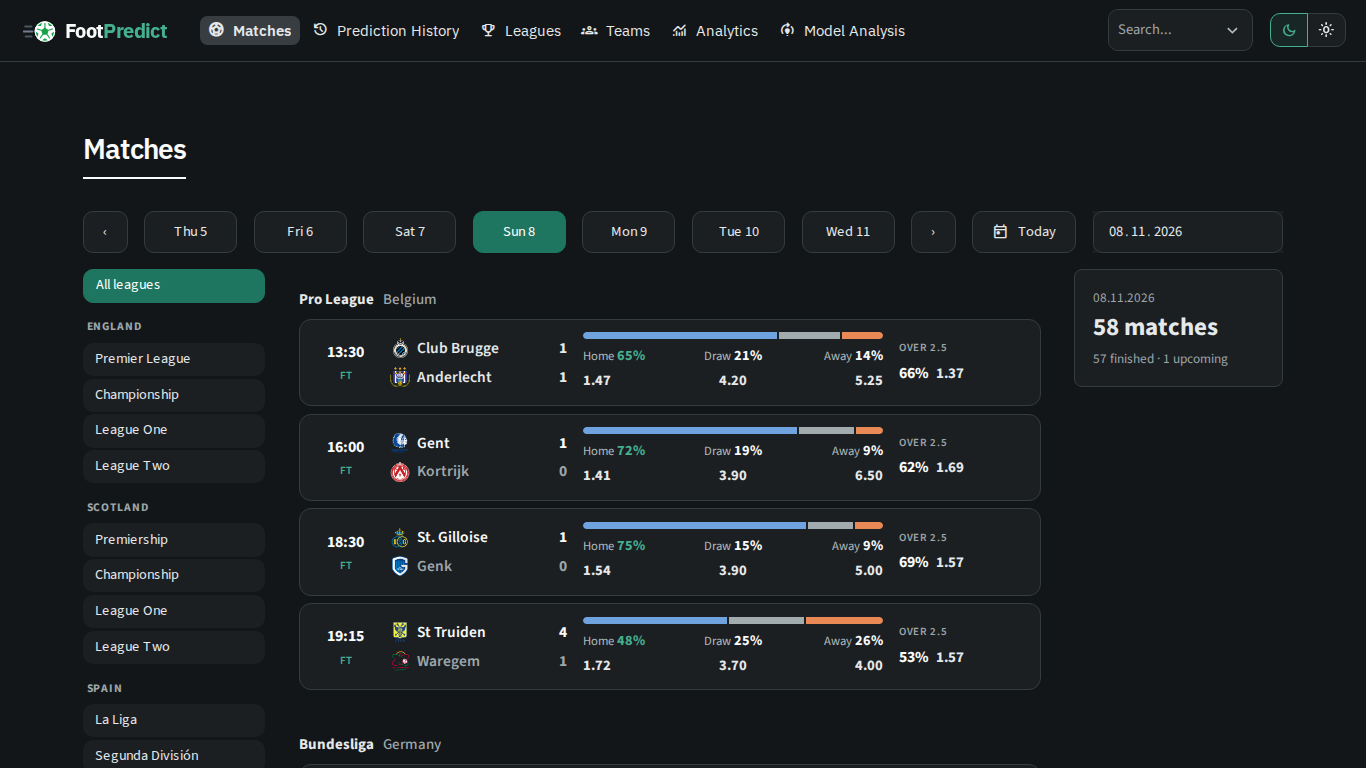 FootPredict Matches Prediction History Leagues Teams Analytics Model Analysis Search...
Matches
‹ Thu 5 Fri 6 Sat 7 Sun 8 Mon 9 Tue 10 Wed 11 › Today 08.11.2026
All leagues
ENGLAND
Premier League
Championship
League One
League Two
SCOTLAND
Premiership
Championship
League One
League Two
SPAIN
La Liga
Segunda División
Pro League Belgium
13:30
FT
Club Brugge 1
Anderlecht 1
Home 65% Draw 21% Away 14%
1.47 4.20 5.25
OVER 2.5
66% 1.37
16:00
FT
Gent 1
Kortrijk 0
Home 72% Draw 19% Away 9%
1.41 3.90 6.50
OVER 2.5
62% 1.69
18:30
FT
St. Gilloise 1
Genk 0
Home 75% Draw 15% Away 9%
1.54 3.90 5.00
OVER 2.5
69% 1.57
19:15
FT
St Truiden 4
Waregem 1
Home 48% Draw 25% Away 26%
1.72 3.70 4.00
OVER 2.5
53% 1.57
Bundesliga Germany
08.11.2026
58 matches
57 finished · 1 upcoming